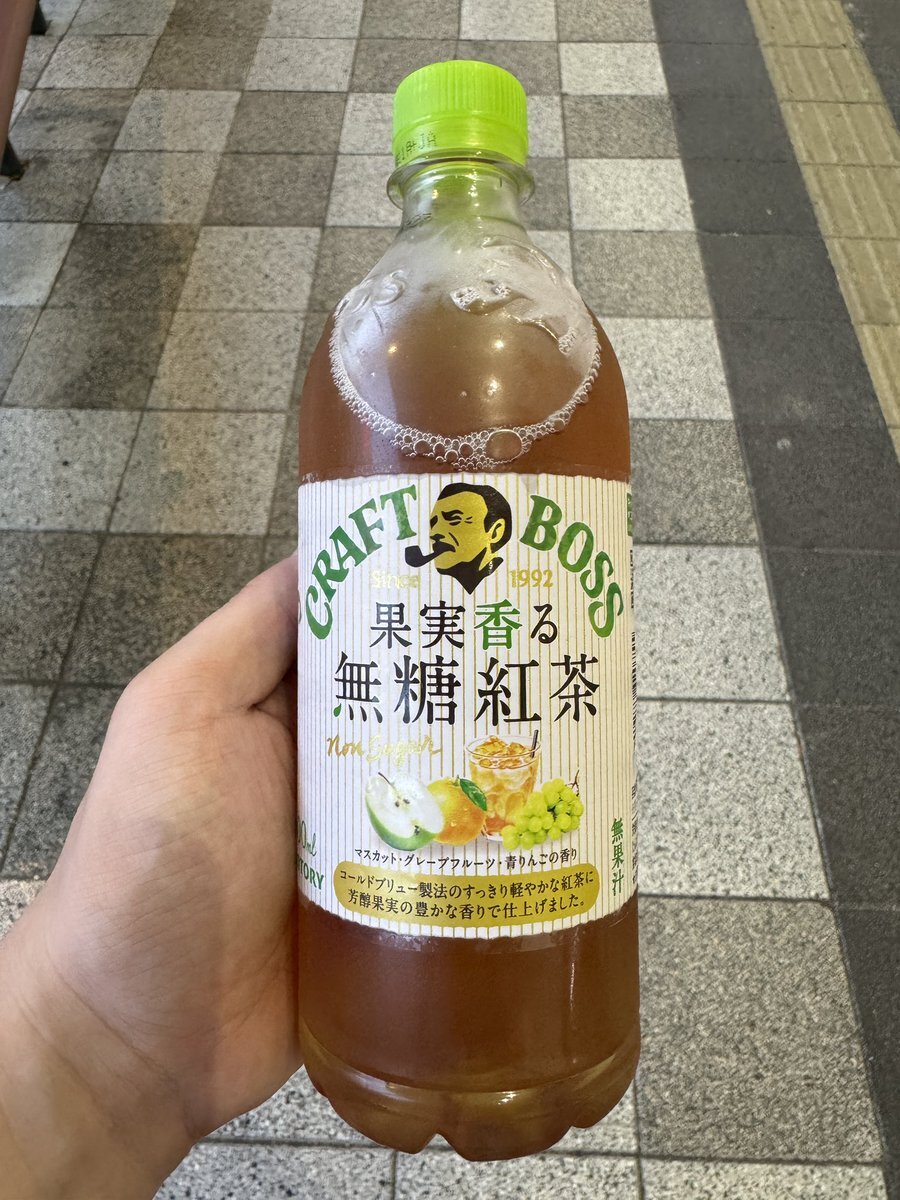 CRAFT BOSS
Since 1992
果実香る
無糖紅茶
Non Sugar
マスカット・グレープフルーツ・青りんごの香り
コールドブリュー製法のすっきり軽やかな紅茶に
芳醇果実の豊かな香りで仕上げました。
無果汁
ml
TORY